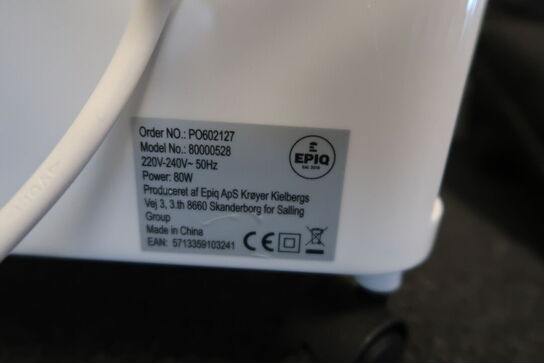 Order NO.: PO602127
Model No.: 80000528
220V-240V~ 50Hz
Power: 80W
Produceret af Epiq ApS Krøyer Kielbergs
Vej 3, 3.th 8660 Skanderborg for Salling
Group
Made in China
EAN: 5713359103241
CE
EPIQ